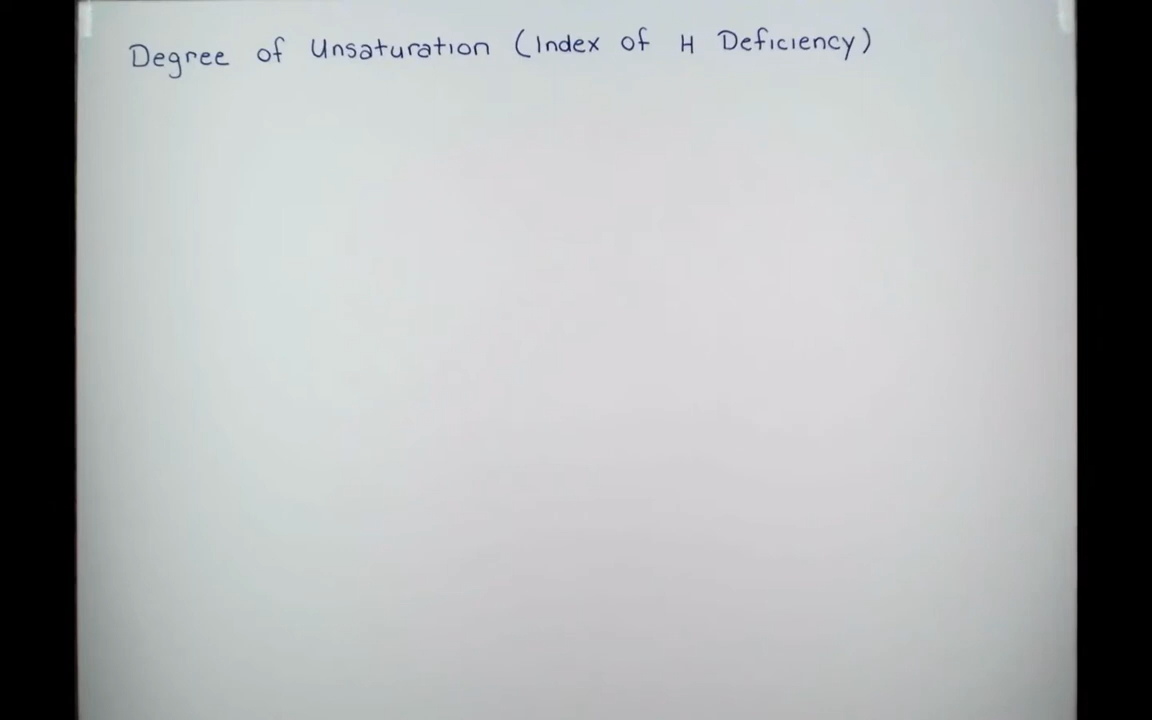 Degree of Unsaturation (Index of H Deficiency)